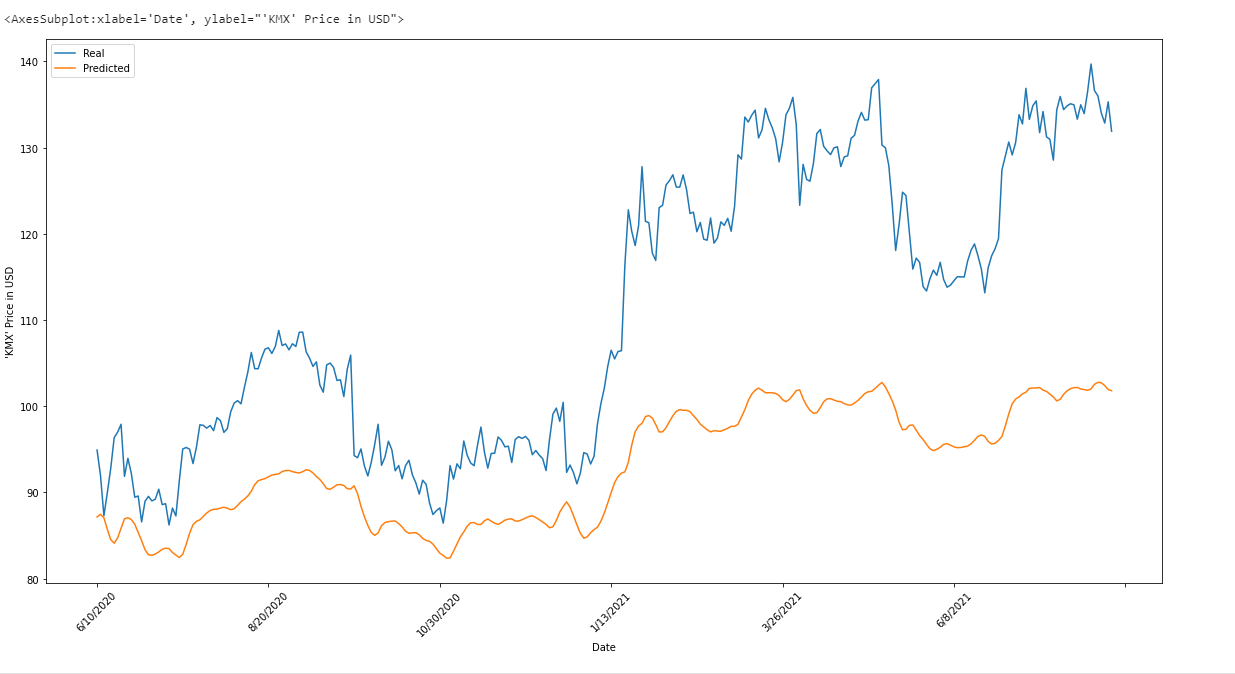 <AxesSubplot:xlabel='Date', ylabel="'KMX' Price in USD">
Real
Predicted
140
130
120
110
100
90
80
'KMX' Price in USD
6/10/2020
8/20/2020
10/30/2020
1/13/2021
3/26/2021
6/8/2021
Date